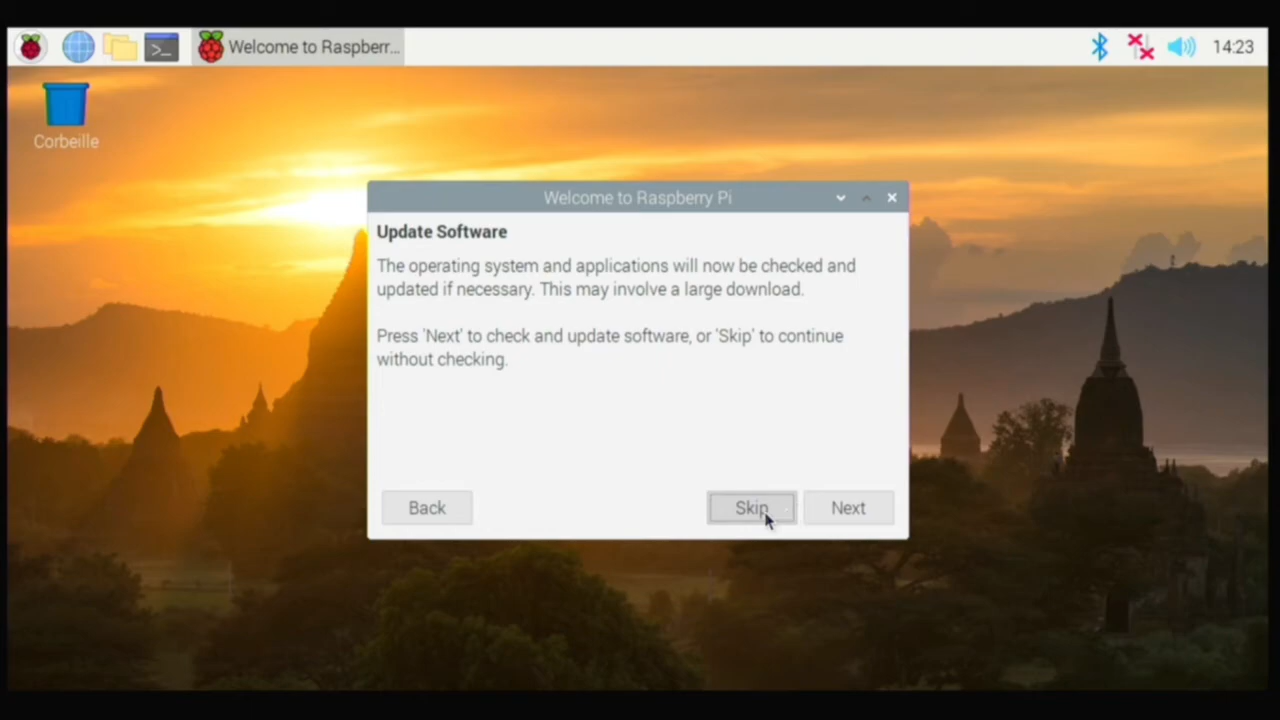 Welcome to Raspberr...
14:23
Corbeille
Welcome to Raspberry Pi
Update Software
The operating system and applications will now be checked and
updated if necessary. This may involve a large download.
Press 'Next' to check and update software, or 'Skip' to continue
without checking.
Back
Skip
Next